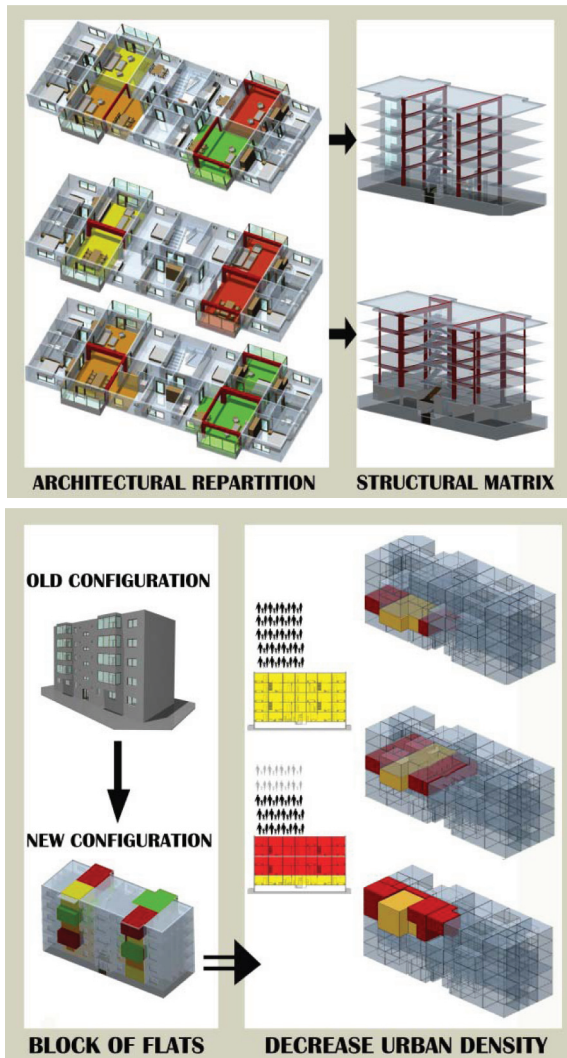 ARCHITECTURAL REPARTITION
STRUCTURAL MATRIX
OLD CONFIGURATION
NEW CONFIGURATION
BLOCK OF FLATS
DECREASE URBAN DENSITY